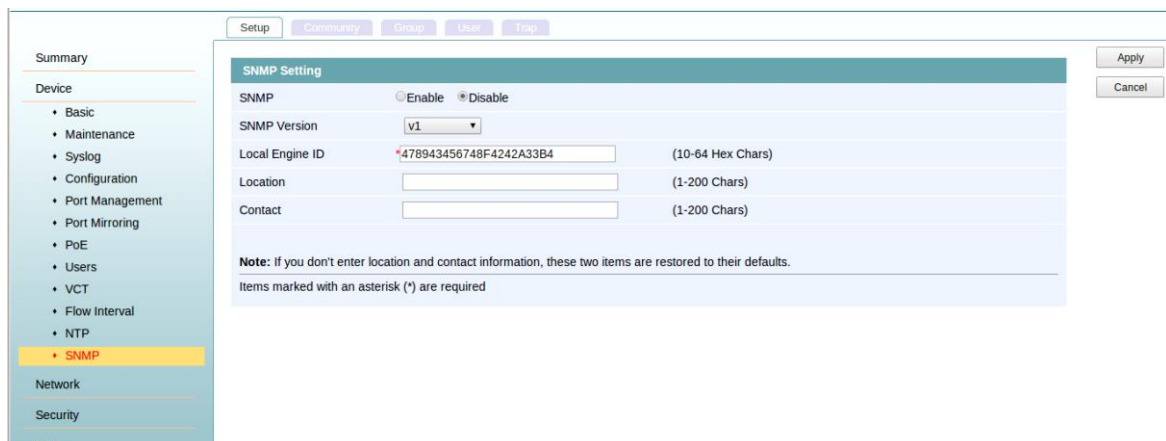 Setup Community Group User Trap
Summary
Device
Basic
Maintenance
Syslog
Configuration
Port Management
Port Mirroring
PoE
Users
VCT
Flow Interval
NTP
SNMP
Network
Security
SNMP Setting
SNMP Enable Disable
SNMP Version v1
Local Engine ID *478943456748F4242A33B4 (10-64 Hex Chars)
Location (1-200 Chars)
Contact (1-200 Chars)
Note: If you don't enter location and contact information, these two items are restored to their defaults.
Items marked with an asterisk (*) are required
Apply
Cancel